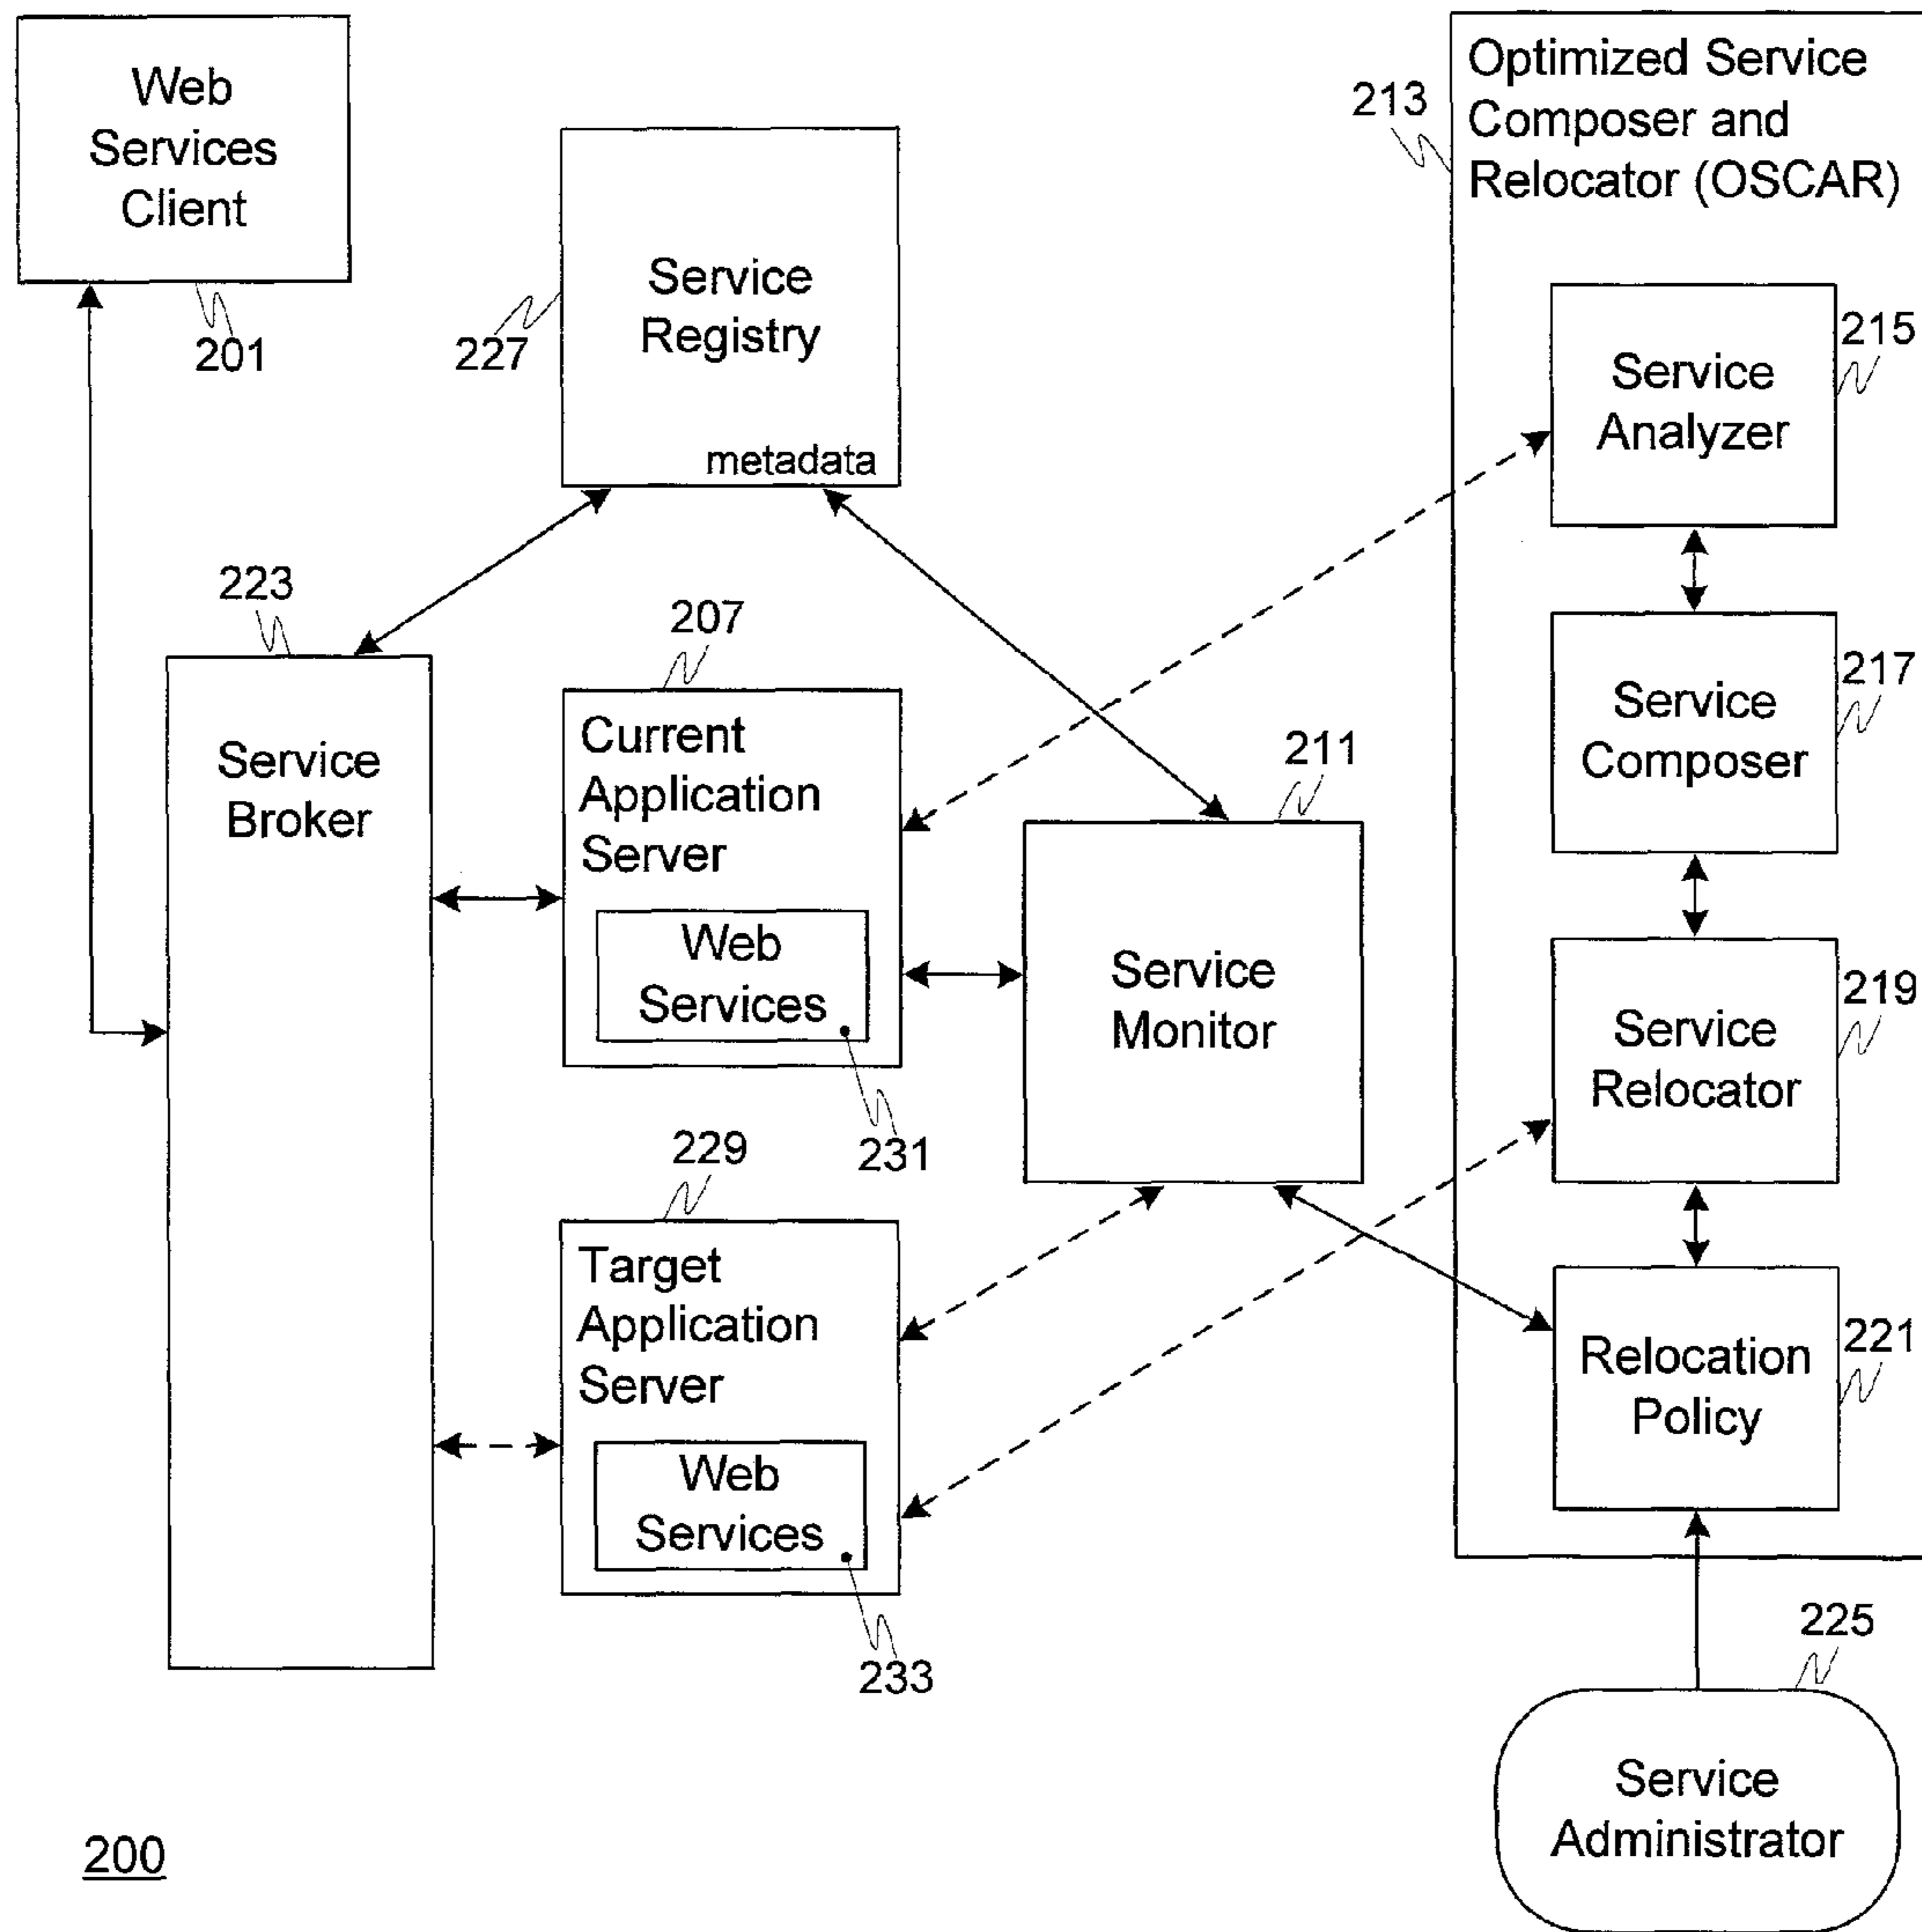 Web
Services
Client
201
Service
Registry
metadata
227
Optimized Service
Composer and
Relocator (OSCAR)
213
Service
Analyzer
215
Service
Composer
217
Service
Relocator
219
Relocation
Policy
221
223
Service
Broker
207
Current
Application
Server
Web
Services
231
211
Service
Monitor
229
Target
Application
Server
Web
Services
233
225
Service
Administrator
200